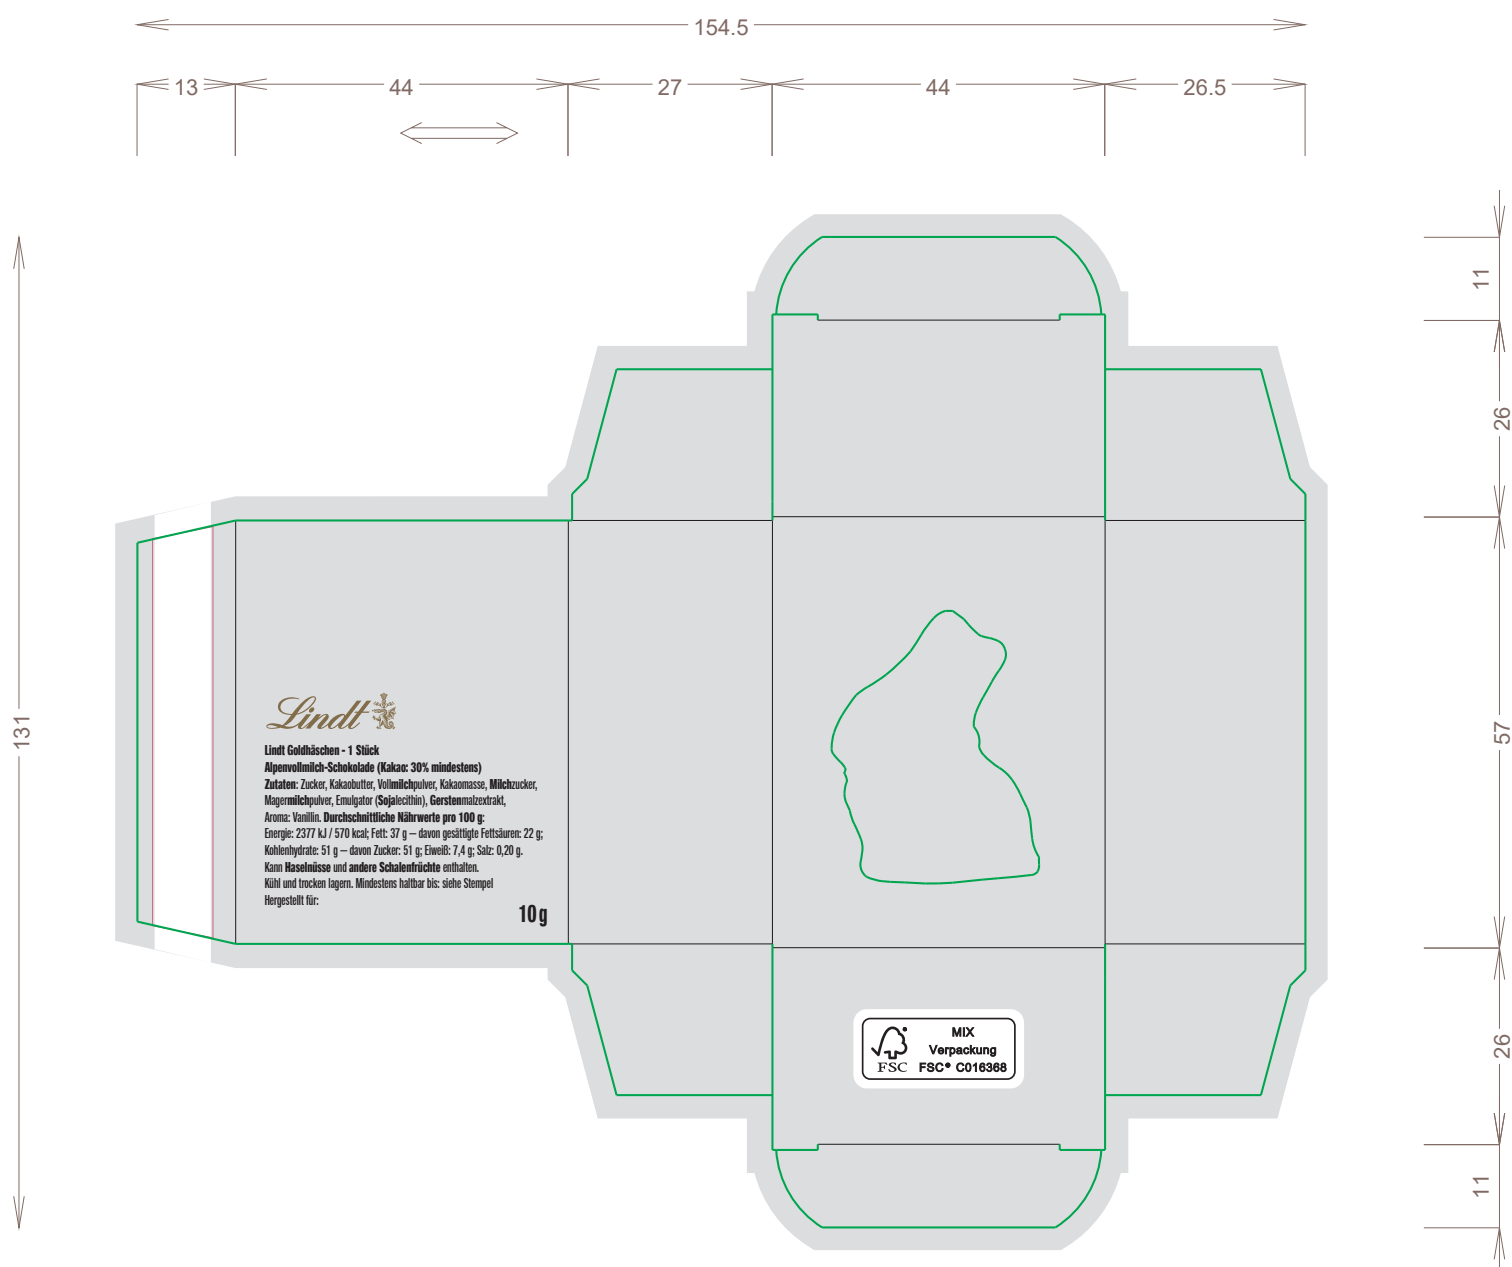 154.5
13 44 27 44 26.5
11
26
131
57
26
11
Lindt
Lindt Goldhäschen - 1 Stück
Alpenvollmilch-Schokolade (Kakao: 30% mindestens)
Zutaten: Zucker, Kakaobutter, Vollmilchpulver, Kakaomasse, Milchzucker,
Magermilchpulver, Emulgator (Sojalecithin), Gerstenmalzextrakt,
Aroma: Vanillin. Durchschnittliche Nährwerte pro 100 g:
Energie: 2377 kJ / 570 kcal; Fett: 37 g – davon gesättigte Fettsäuren: 22 g;
Kohlenhydrate: 51 g – davon Zucker: 51 g; Eiweiß: 7,4 g; Salz: 0,20 g.
Kann Haselnüsse und andere Schalenfrüchte enthalten.
Kühl und trocken lagern. Mindestens haltbar bis: siehe Stempel
Hergestellt für:
10 g
FSC
MIX
Verpackung
FSC® C016368